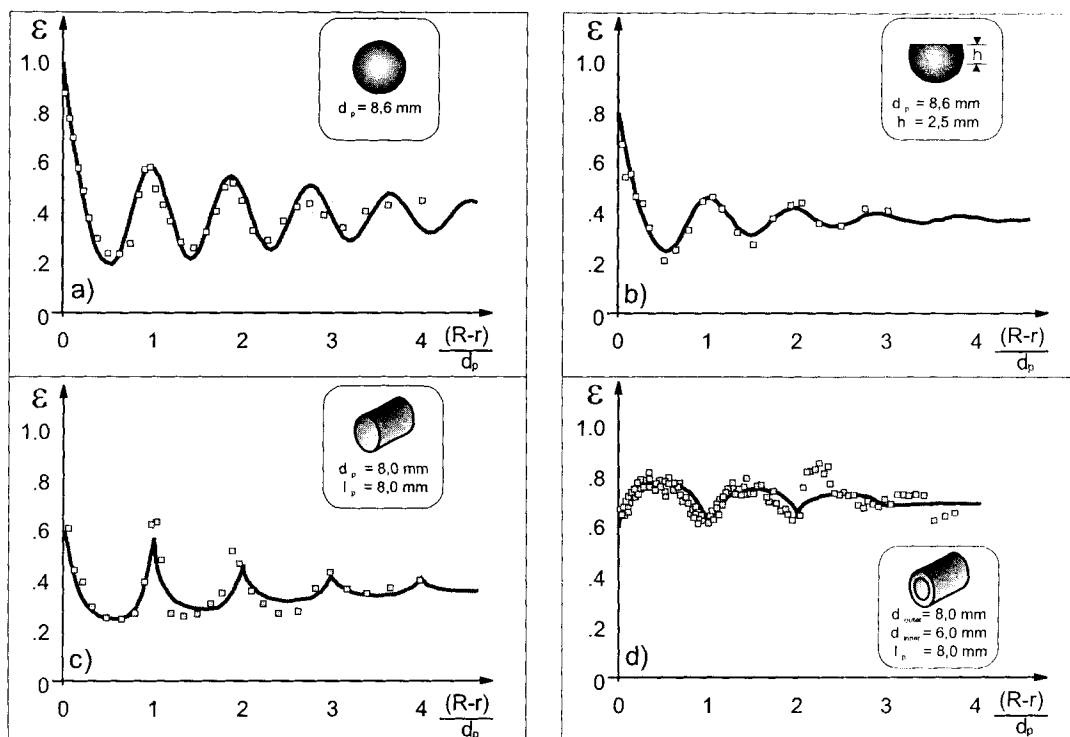 ε
1.0
.8
.6
.4
.2
0
a)
0 1 2 3 4
(R-r)
d_p
d_p = 8,6 mm
ε
1.0
.8
.6
.4
.2
0
b)
0 1 2 3 4
(R-r)
d_p
h
d_p = 8,6 mm
h = 2,5 mm
ε
1.0
.8
.6
.4
.2
0
c)
0 1 2 3 4
(R-r)
d_p
d_p = 8,0 mm
l_p = 8,0 mm
ε
1.0
.8
.6
.4
.2
0
d)
0 1 2 3 4
(R-r)
d_p
d_outer = 8,0 mm
d_inner = 6,0 mm
l_p = 8,0 mm